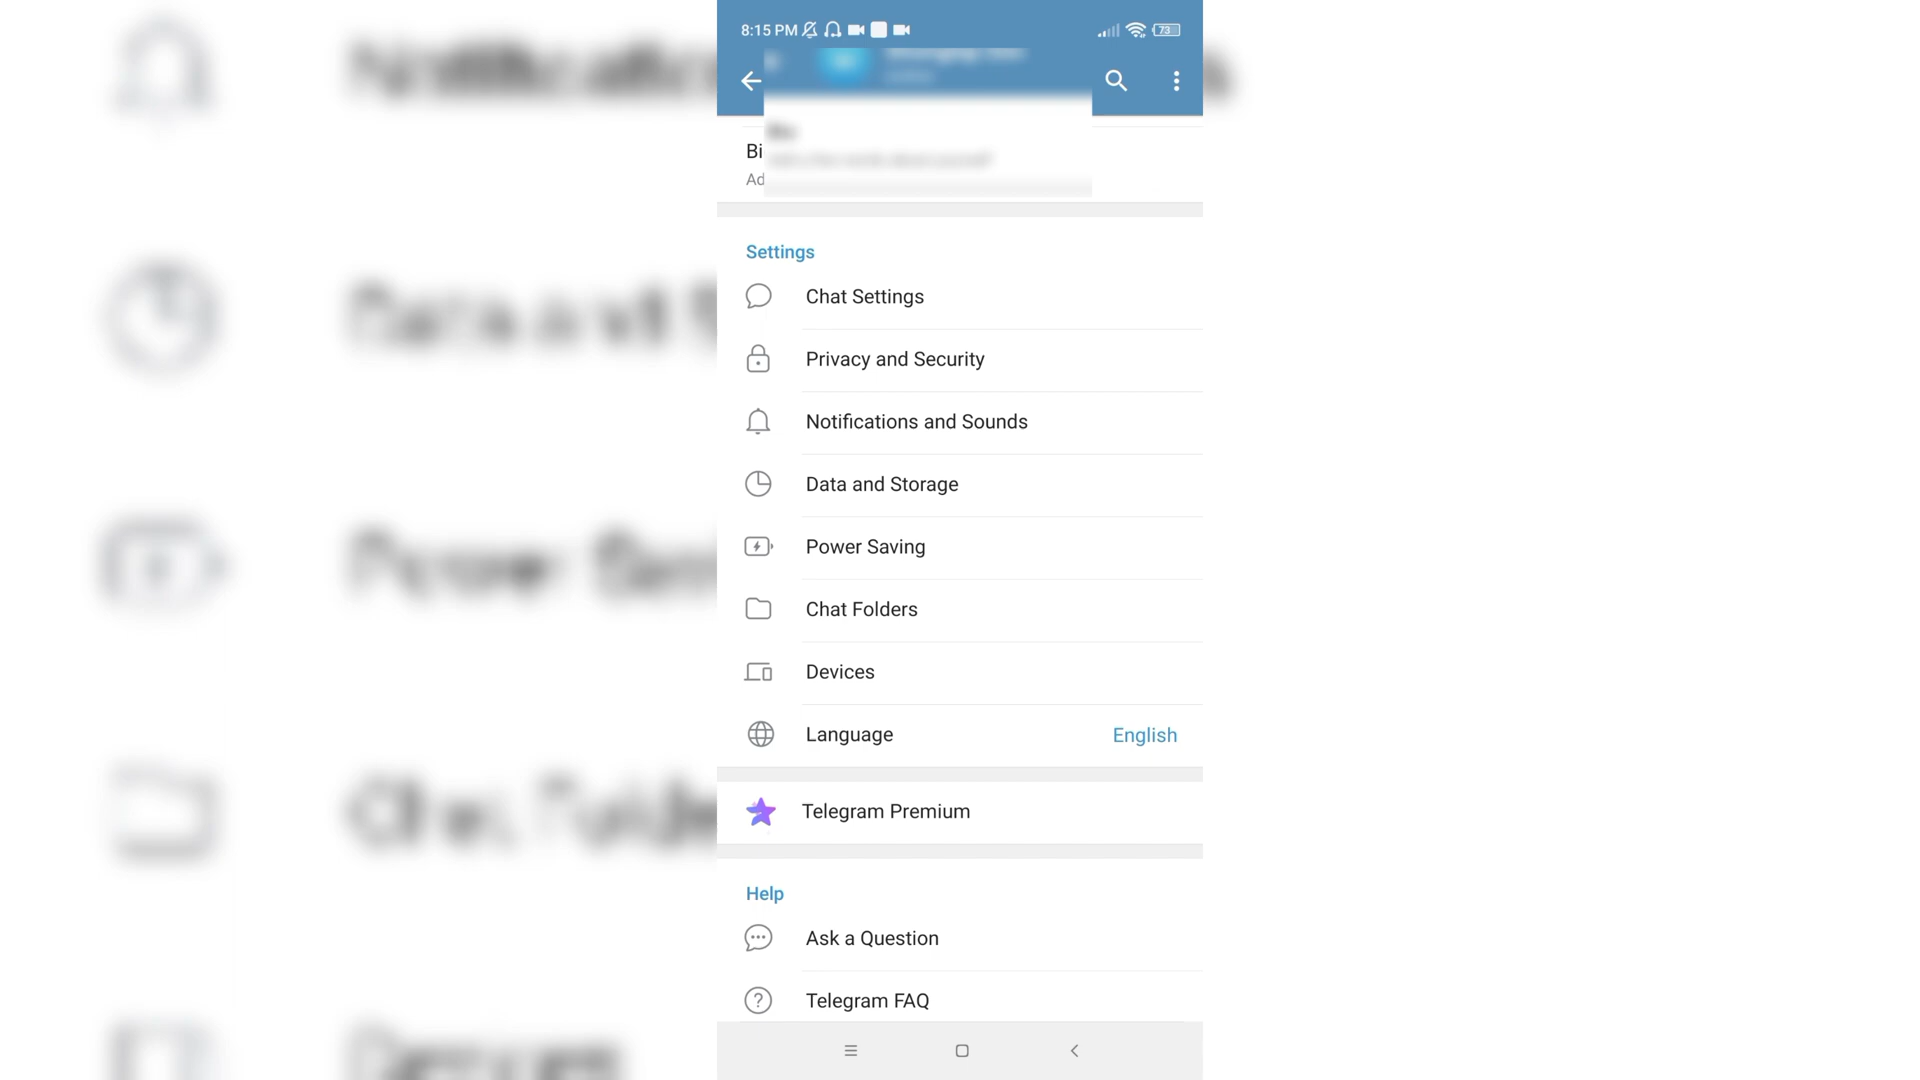 8:15 PM
73
Bi
Ad
Settings
Chat Settings
Privacy and Security
Notifications and Sounds
Data and Storage
Power Saving
Chat Folders
Devices
Language English
Telegram Premium
Help
Ask a Question
Telegram FAQ